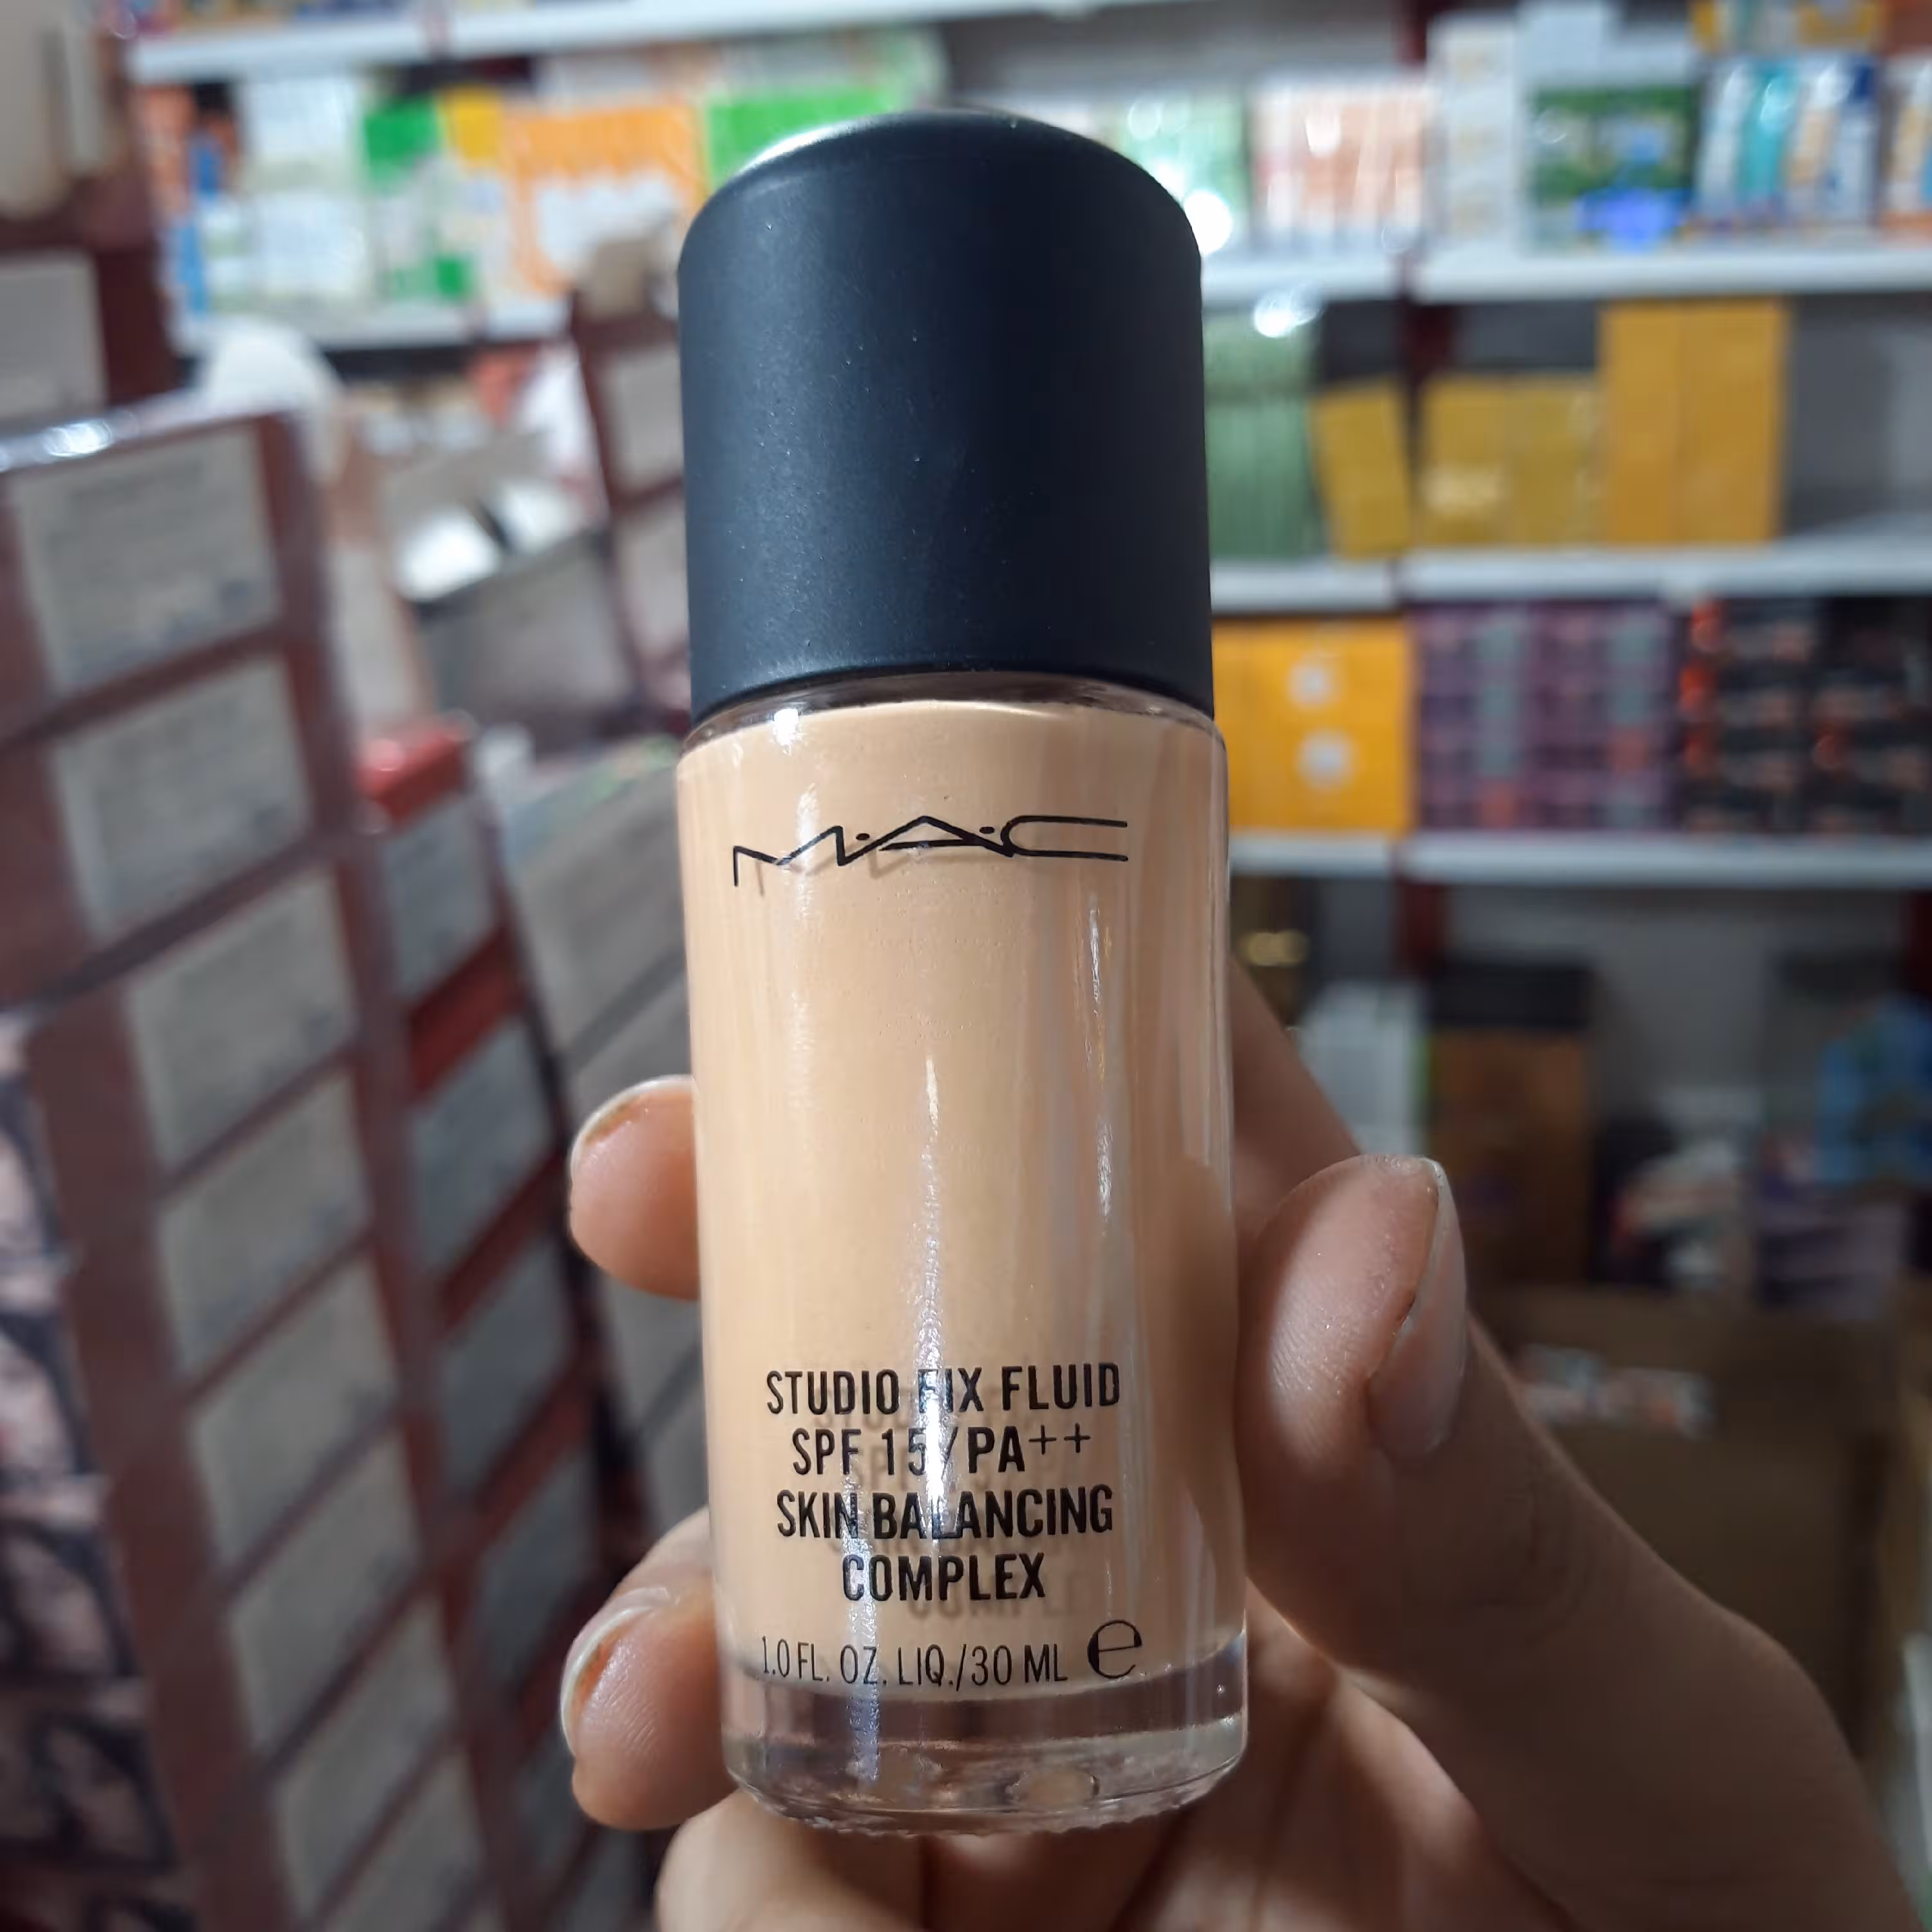 M·A·C
STUDIO FIX FLUID
SPF 15/PA++
SKIN BALANCING
COMPLEX
1.0 FL. OZ. LIQ./30 ML e